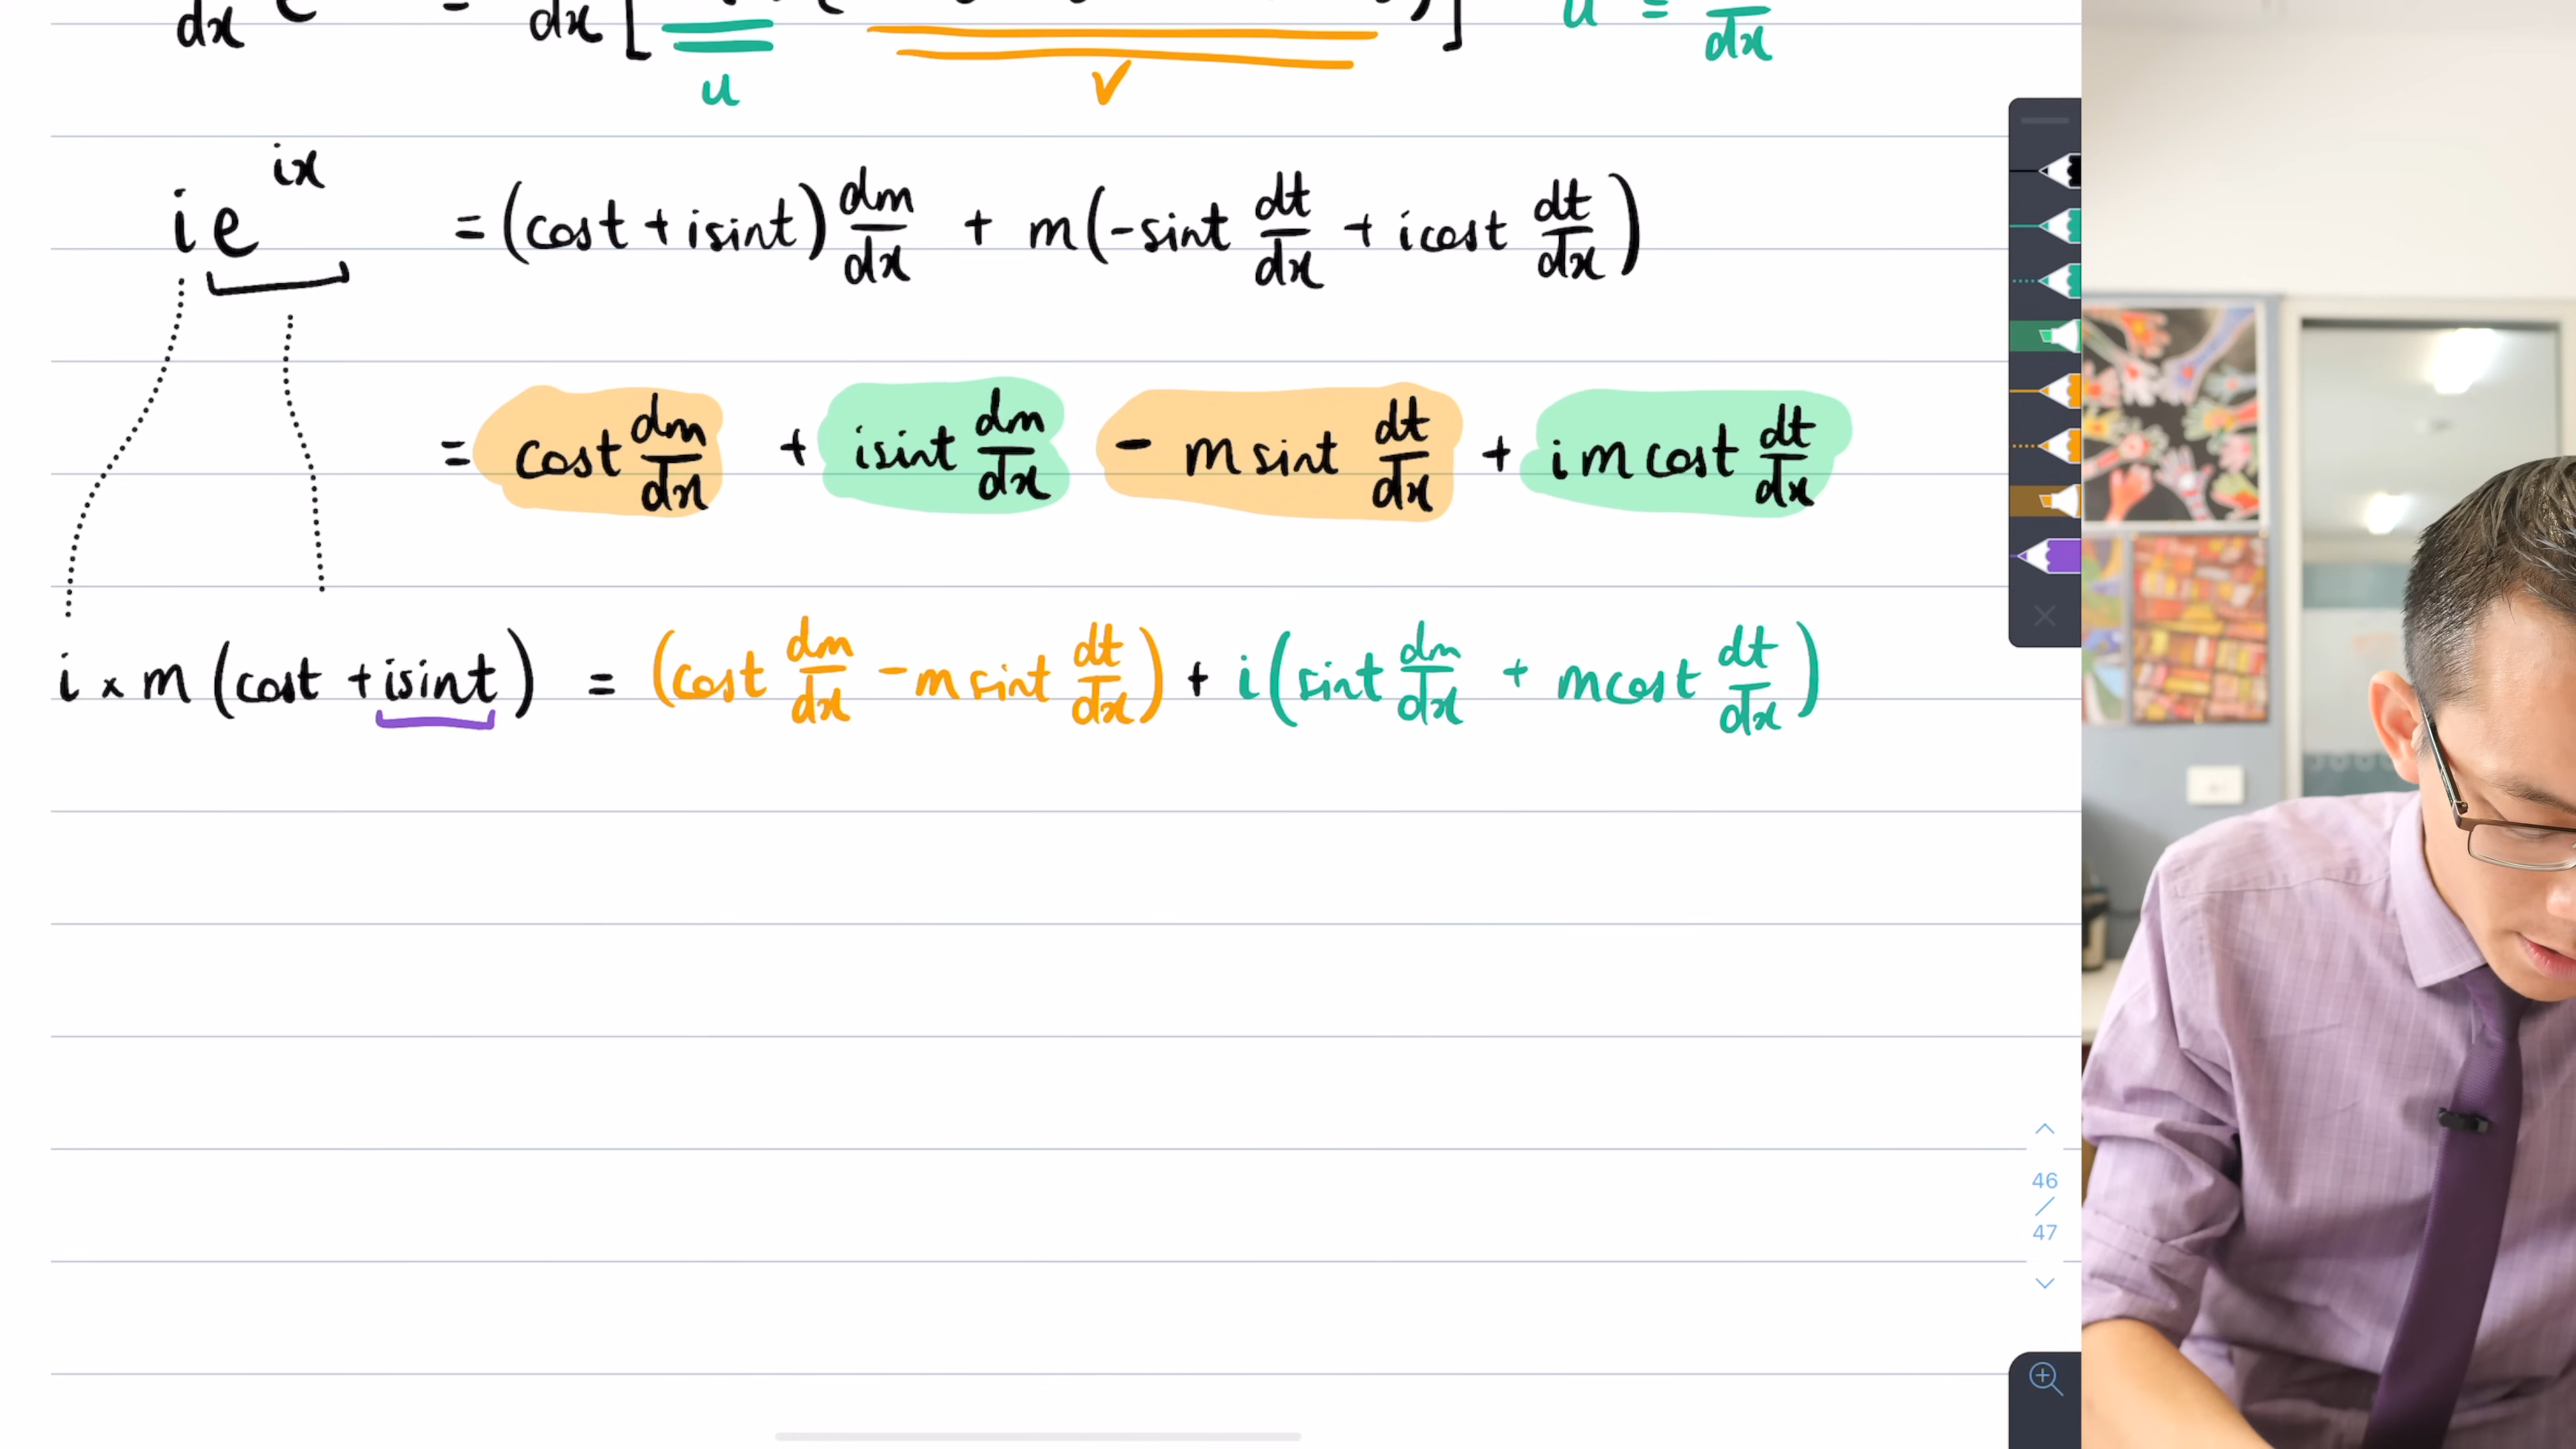 d/dx e = d/dx [ ( ) ] u = /dx
u v
ie^ix = (cost + isint) dm/dx + m(-sint dt/dx + icost dt/dx)
= cost dm/dx + isint dm/dx - msint dt/dx + imcost dt/dx
i × m (cost + isint) = (cost dm/dx - msint dt/dx) + i(sint dm/dx + mcost dt/dx)
46
/
47